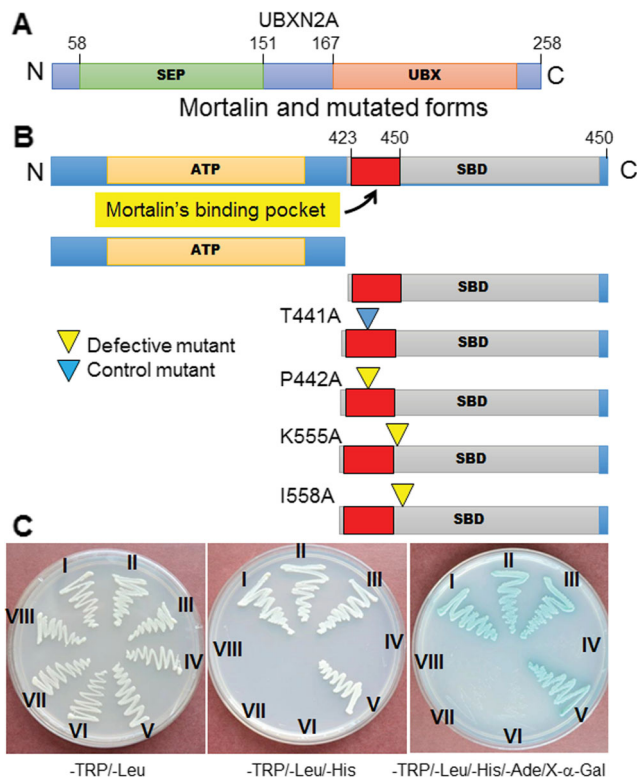 A
UBXN2A
58 151 167 258
N SEP UBX C
Mortalin and mutated forms
B
423 450 450
N ATP SBD C
Mortalin's binding pocket
ATP
SBD
T441A
Defective mutant
SBD
Control mutant
P442A
SBD
K555A
SBD
I558A
SBD
C
I II III IV V VI VII VIII
I II III IV V VI VII VIII
I II III IV V VI VII VIII
-TRP/-Leu -TRP/-Leu/-His -TRP/-Leu/-His/-Ade/X-α-Gal